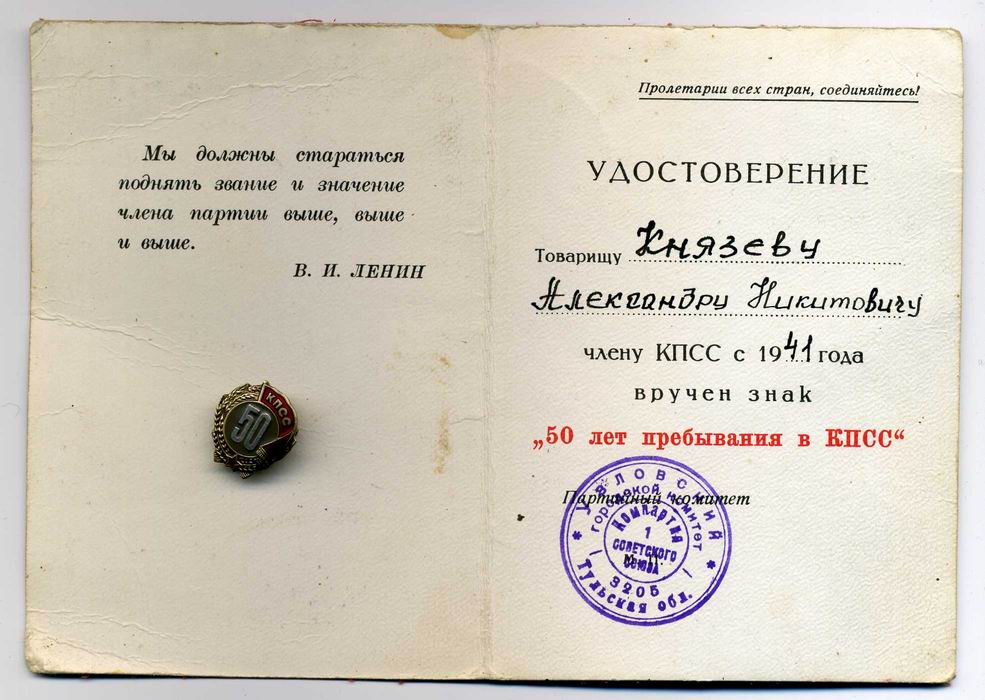 Мы должны стараться
поднять звание и значение
члена партии выше, выше
и выше.
В. И. ЛЕНИН
КПСС
50
Пролетарии всех стран, соединяйтесь!
УДОСТОВЕРЕНИЕ
Товарищу Князеву
Александру Никитовичу
члену КПСС с 1941 года
вручен знак
„50 лет пребывания в КПСС“
Партийный комитет
УЗЛОВСКИЙ
ГОРОДСКОЙ КОМИТЕТ
Компартия
1
СОВЕТСКОГО
СОЮЗА
М. П.
3205
Тульская обл.